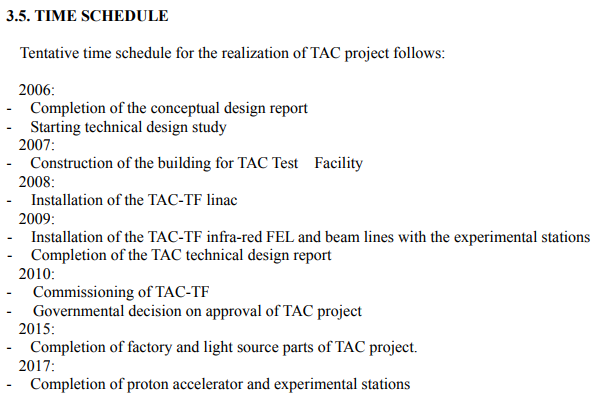 3.5. TIME SCHEDULE
Tentative time schedule for the realization of TAC project follows:
2006:
- Completion of the conceptual design report
- Starting technical design study
2007:
- Construction of the building for TAC Test Facility
2008:
- Installation of the TAC-TF linac
2009:
- Installation of the TAC-TF infra-red FEL and beam lines with the experimental stations
- Completion of the TAC technical design report
2010:
- Commissioning of TAC-TF
- Governmental decision on approval of TAC project
2015:
- Completion of factory and light source parts of TAC project.
2017:
- Completion of proton accelerator and experimental stations